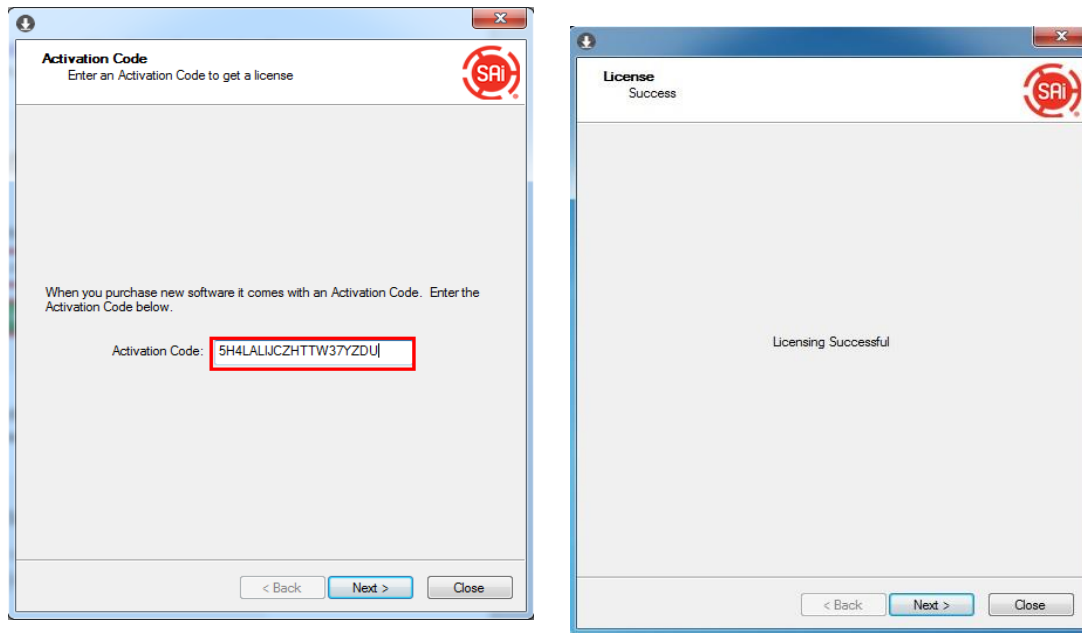 Activation Code
Enter an Activation Code to get a license
SAi
When you purchase new software it comes with an Activation Code. Enter the
Activation Code below.
Activation Code: 5H4LALIJCZHTTW37YZDU
< Back Next > Close
License
Success
SAi
Licensing Successful
< Back Next > Close